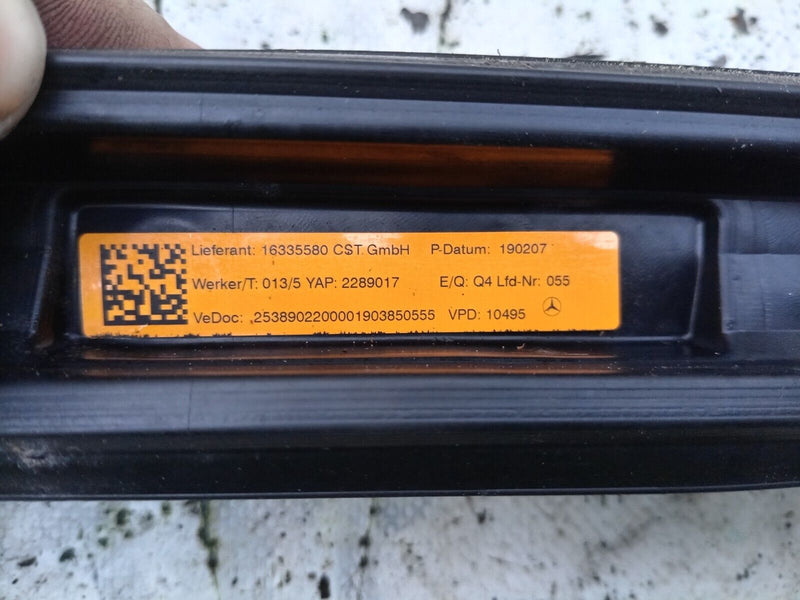 Lieferant: 16335580 CST GmbH P-Datum: 190207
Werker/T: 013/5 YAP: 2289017 E/Q: Q4 Lfd-Nr: 055
VeDoc: 2538902200001903850555 VPD: 10495